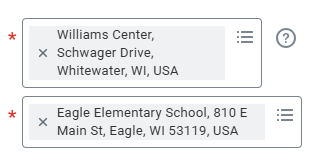 * × Williams Center,
Schwager Drive,
Whitewater, WI, USA
?
* × Eagle Elementary School, 810 E
Main St, Eagle, WI 53119, USA